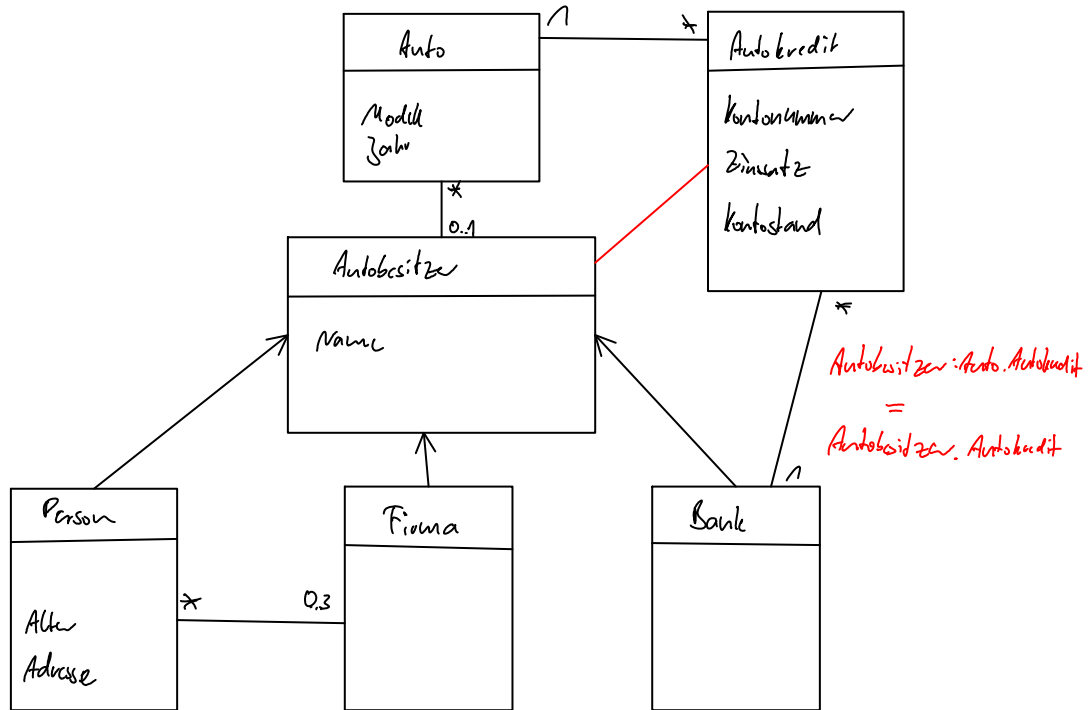 Auto
1
*
Autokredit
Modell
Jahr
Kontonummer
Zinssatz
Kontostand
*
0..1
Autobesitzer
Name
*
Autobesitzer:Auto.Autokredit
=
Autobesitzer.Autokredit
1
Person
Firma
Bank
*
0.3
Alter
Adresse